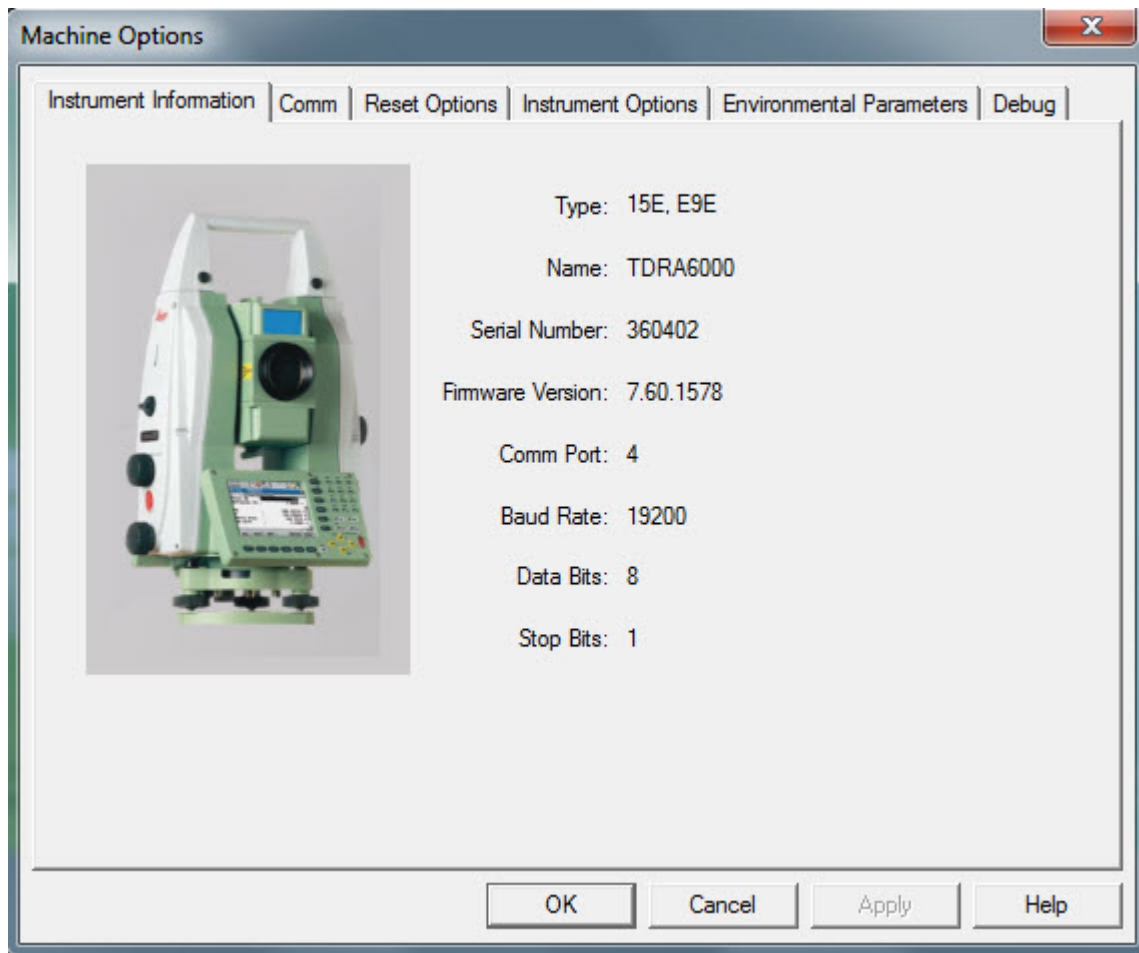 Machine Options
Instrument Information Comm Reset Options Instrument Options Environmental Parameters Debug
Type: 15E, E9E
Name: TDRA6000
Serial Number: 360402
Firmware Version: 7.60.1578
Comm Port: 4
Baud Rate: 19200
Data Bits: 8
Stop Bits: 1
OK Cancel Apply Help